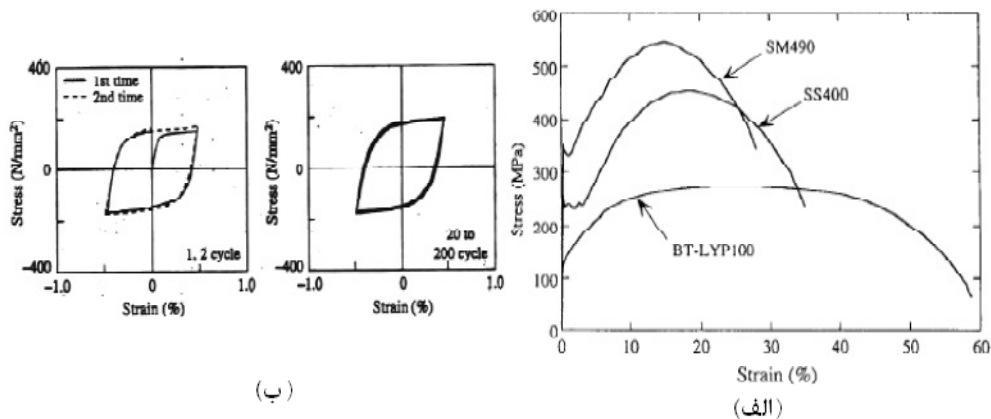 400
0
-400
Stress (N/mm²)
1st time
2nd time
1. 2 cycle
-1.0
0
1.0
Strain (%)
(ب)
400
0
-400
Stress (N/mm²)
20 to
200 cycle
-1.0
0
1.0
Strain (%)
600
500
400
300
200
100
0
Stress (MPa)
SM490
SS400
BT-LYP100
0
10
20
30
40
50
60
Strain (%)
(الف)